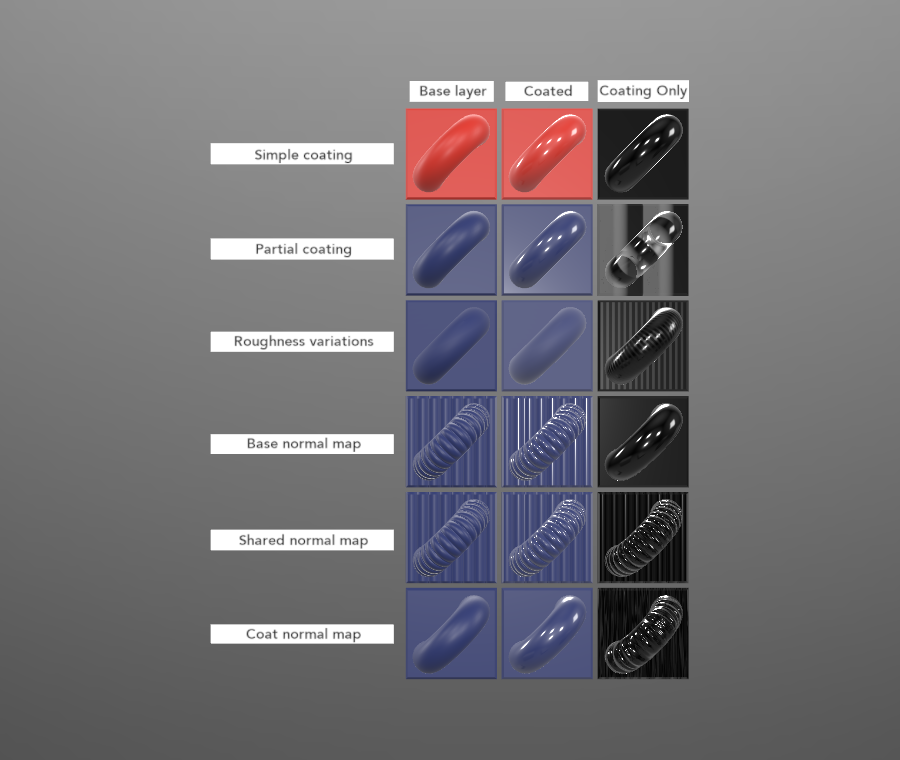 Base layer Coated Coating Only
Simple coating
Partial coating
Roughness variations
Base normal map
Shared normal map
Coat normal map